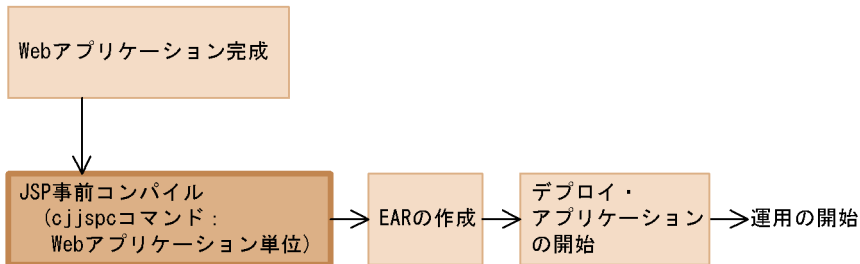 Webアプリケーション完成
JSP事前コンパイル
(cjjspcコマンド：
Webアプリケーション単位)
EARの作成
デプロイ・
アプリケーション
の開始
運用の開始